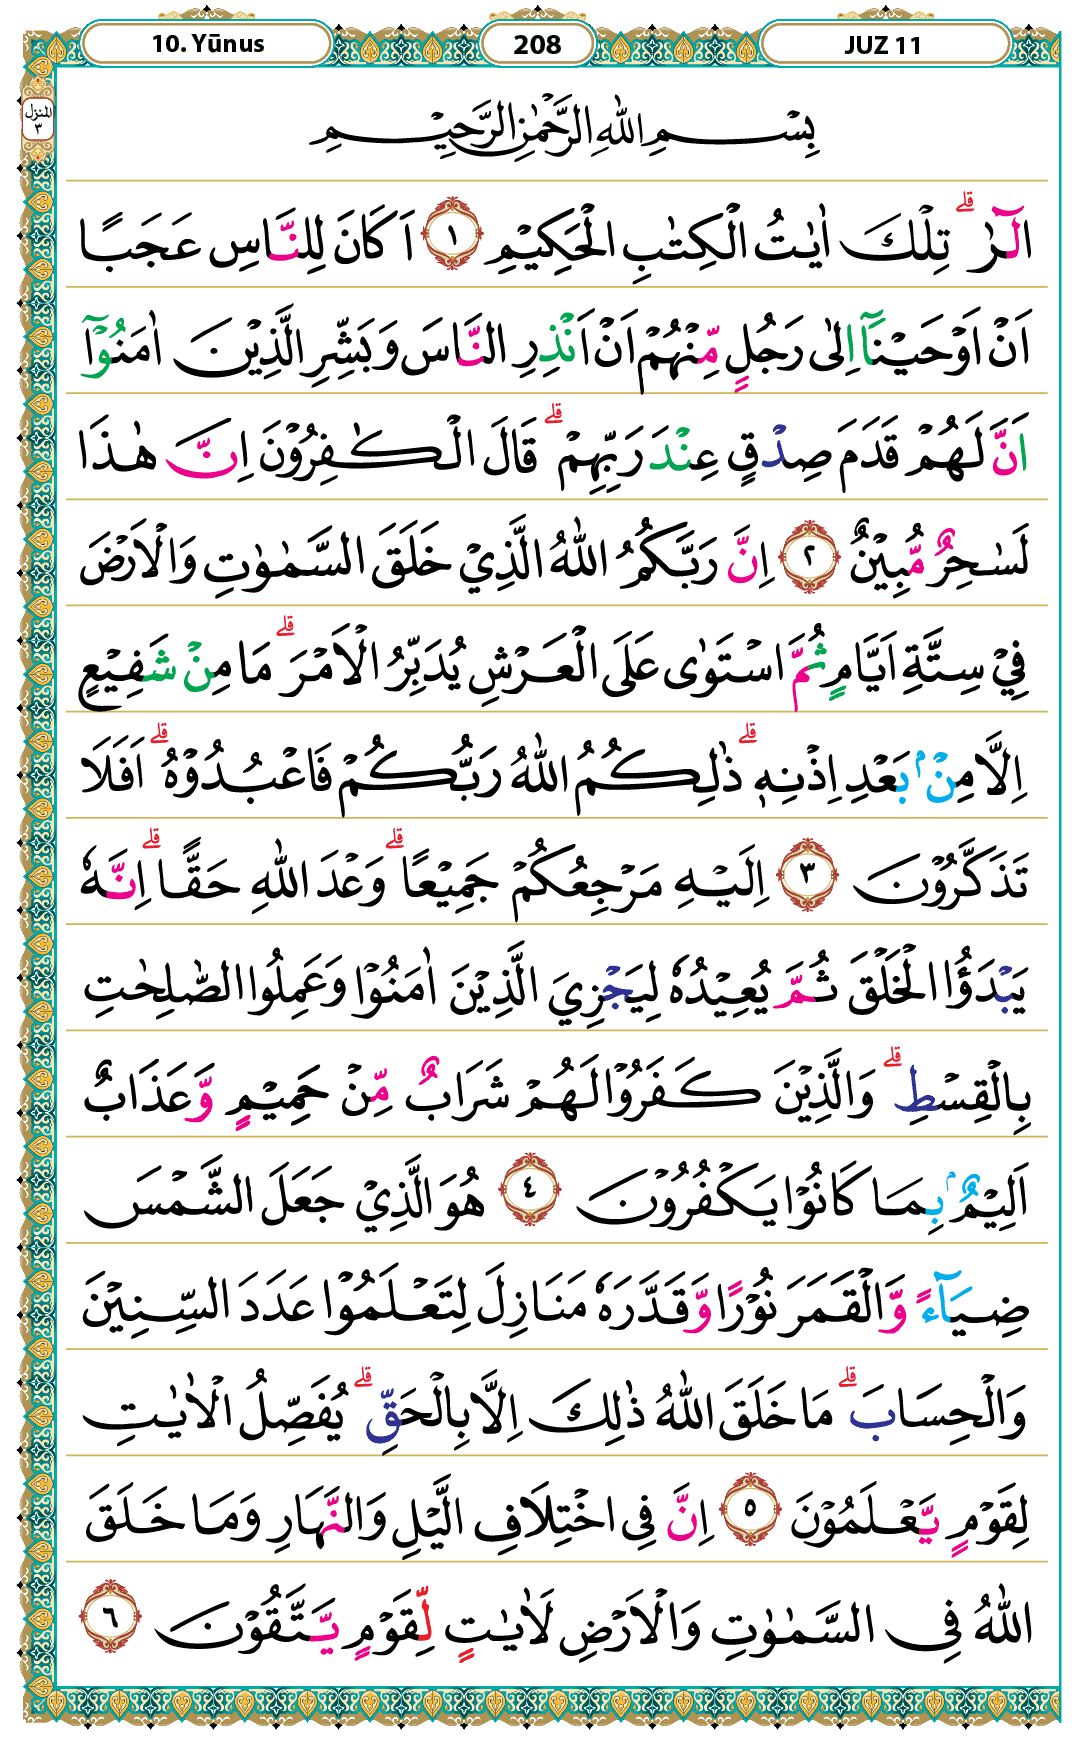 10. Yūnus
208
JUZ 11
المنزل ٣
بِسْمِ اللّٰهِ الرَّحْمٰنِ الرَّحِيْمِ
الٓرٰ ۗ تِلْكَ اٰيٰتُ الْكِتٰبِ الْحَكِيْمِ ١ اَكَانَ لِلنَّاسِ عَجَبًا
اَنْ اَوْحَيْنَآ اِلٰى رَجُلٍ مِّنْهُمْ اَنْ اَنْذِرِ النَّاسَ وَبَشِّرِ الَّذِيْنَ اٰمَنُوْٓا
اَنَّ لَهُمْ قَدَمَ صِدْقٍ عِنْدَ رَبِّهِمْ ۗ قَالَ الْكٰفِرُوْنَ اِنَّ هٰذَا
لَسٰحِرٌ مُّبِيْنٌ ٢ اِنَّ رَبَّكُمُ اللّٰهُ الَّذِيْ خَلَقَ السَّمٰوٰتِ وَالْاَرْضَ
فِيْ سِتَّةِ اَيَّامٍ ثُمَّ اسْتَوٰى عَلَى الْعَرْشِ يُدَبِّرُ الْاَمْرَ ۗ مَا مِنْ شَفِيْعٍ
اِلَّا مِنْۢ بَعْدِ اِذْنِهٖ ۗ ذٰلِكُمُ اللّٰهُ رَبُّكُمْ فَاعْبُدُوْهُ ۗ اَفَلَا
تَذَكَّرُوْنَ ٣ اِلَيْهِ مَرْجِعُكُمْ جَمِيْعًا ۗ وَعْدَ اللّٰهِ حَقًّا ۗ اِنَّهٗ
يَبْدَؤُا الْخَلْقَ ثُمَّ يُعِيْدُهٗ لِيَجْزِيَ الَّذِيْنَ اٰمَنُوْا وَعَمِلُوا الصّٰلِحٰتِ
بِالْقِسْطِ ۗ وَالَّذِيْنَ كَفَرُوْا لَهُمْ شَرَابٌ مِّنْ حَمِيْمٍ وَّعَذَابٌ
اَلِيْمٌۢ بِمَا كَانُوْا يَكْفُرُوْنَ ٤ هُوَ الَّذِيْ جَعَلَ الشَّمْسَ
ضِيَاۤءً وَّالْقَمَرَ نُوْرًا وَّقَدَّرَهٗ مَنَازِلَ لِتَعْلَمُوْا عَدَدَ السِّنِيْنَ
وَالْحِسَابَ ۗ مَا خَلَقَ اللّٰهُ ذٰلِكَ اِلَّا بِالْحَقِّ ۗ يُفَصِّلُ الْاٰيٰتِ
لِقَوْمٍ يَّعْلَمُوْنَ ٥ اِنَّ فِى اخْتِلَافِ الَّيْلِ وَالنَّهَارِ وَمَا خَلَقَ
اللّٰهُ فِى السَّمٰوٰتِ وَالْاَرْضِ لَاٰيٰتٍ لِّقَوْمٍ يَّتَّقُوْنَ ٦